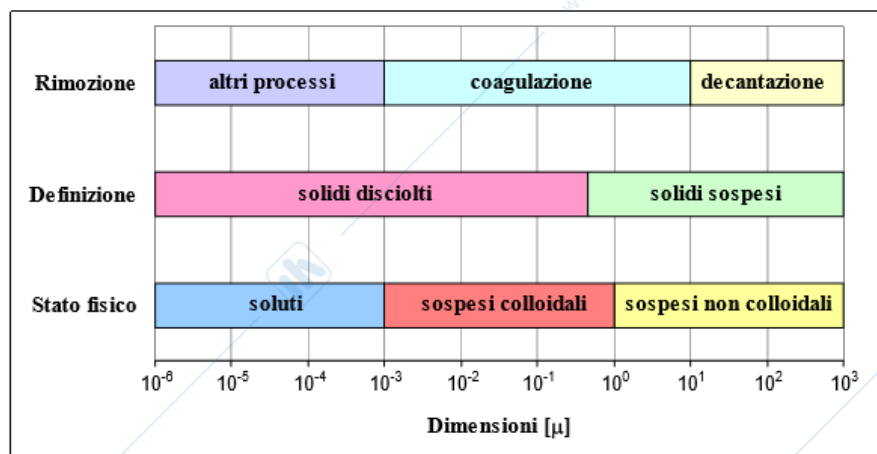 Rimozione
altri processi
coagulazione
decantazione
Definizione
solidi disciolti
solidi sospesi
Stato fisico
soluti
sospesi colloidali
sospesi non colloidali
10⁻⁶ 10⁻⁵ 10⁻⁴ 10⁻³ 10⁻² 10⁻¹ 10⁰ 10¹ 10² 10³
Dimensioni [μ]